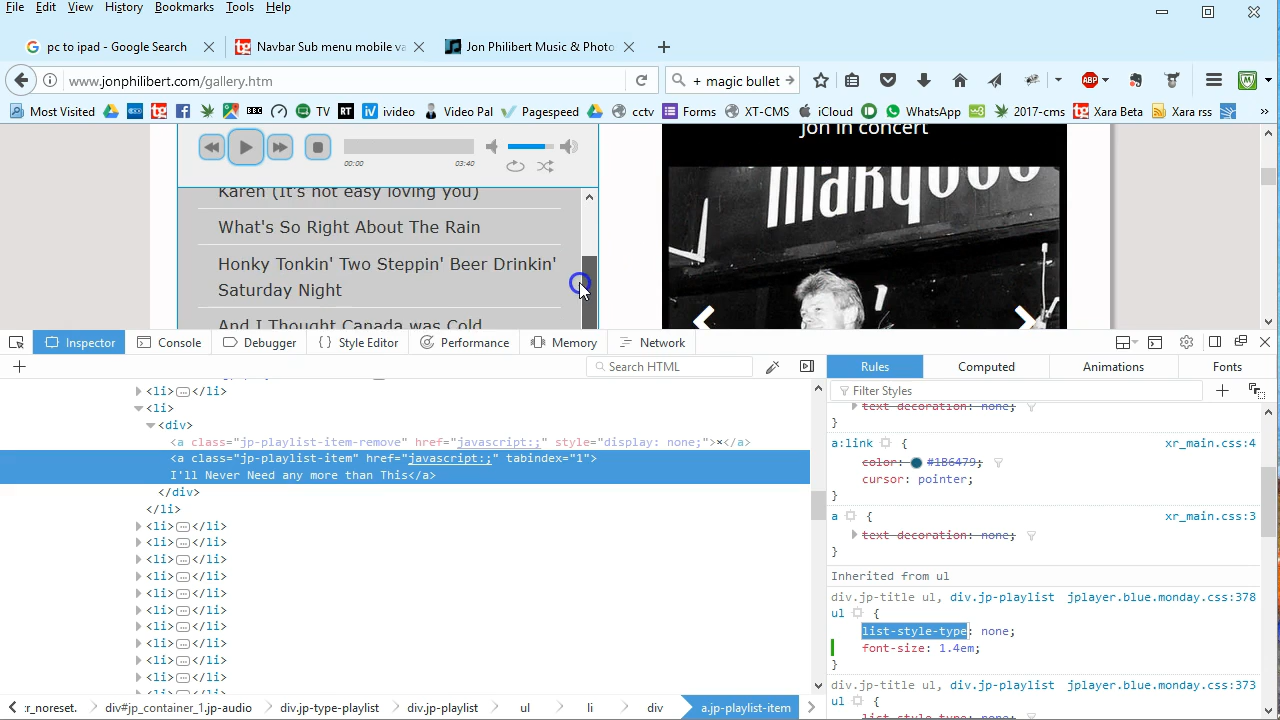 File Edit View History Bookmarks Tools Help
pc to ipad - Google Search
Navbar Sub menu mobile va
Jon Philibert Music & Photo
www.jonphilibert.com/gallery.htm
+ magic bullet
ABP
Most Visited
TV
RT
ivideo
Video Pal
Pagespeed
cctv
Forms
XT-CMS
iCloud
WhatsApp
2017-cms
Xara Beta
Xara rss
00:00 03:40
Karen (It's not easy loving you)
What's So Right About The Rain
Honky Tonkin' Two Steppin' Beer Drinkin'
Saturday Night
And I Thought Canada was Cold
Jon in concert
marquee
Inspector Console Debugger Style Editor Performance Memory Network
Search HTML
<li></li>
<li>
<div>
<a class="jp-playlist-item-remove" href="javascript:;" style="display: none;">×</a>
<a class="jp-playlist-item" href="javascript:;" tabindex="1">
I'll Never Need any more than This</a>
</div>
</li>
<li></li>
<li></li>
<li></li>
<li></li>
<li></li>
<li></li>
<li></li>
<li></li>
<li></li>
<li></li>
<li></li>
Rules Computed Animations Fonts
Filter Styles
text-decoration: none;
}
a:link { xr_main.css:4
color: #1B6479;
cursor: pointer;
}
a { xr_main.css:3
text-decoration: none;
}
Inherited from ul
div.jp-title ul, div.jp-playlist jplayer.blue.monday.css:378
ul {
list-style-type: none;
font-size: 1.4em;
}
div.jp-title ul, div.jp-playlist jplayer.blue.monday.css:373
ul {
list-style-type: none;
:r_noreset. div#jp_container_1.jp-audio div.jp-type-playlist div.jp-playlist ul li div a.jp-playlist-item